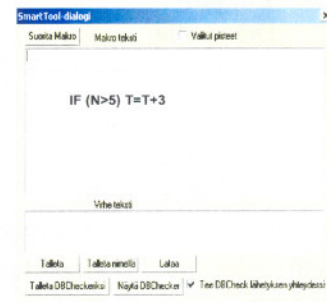 SmartTool-dialogi
Suorita Makro Makro teksti Valitut pisteet
IF (N>5) T=T+3
Virhe teksti
Talleta Talleta nimellä Lataa
Talleta DBCheckeriksi Näytä DBChecker Tee DBCheck lähetyksen yhteydessä